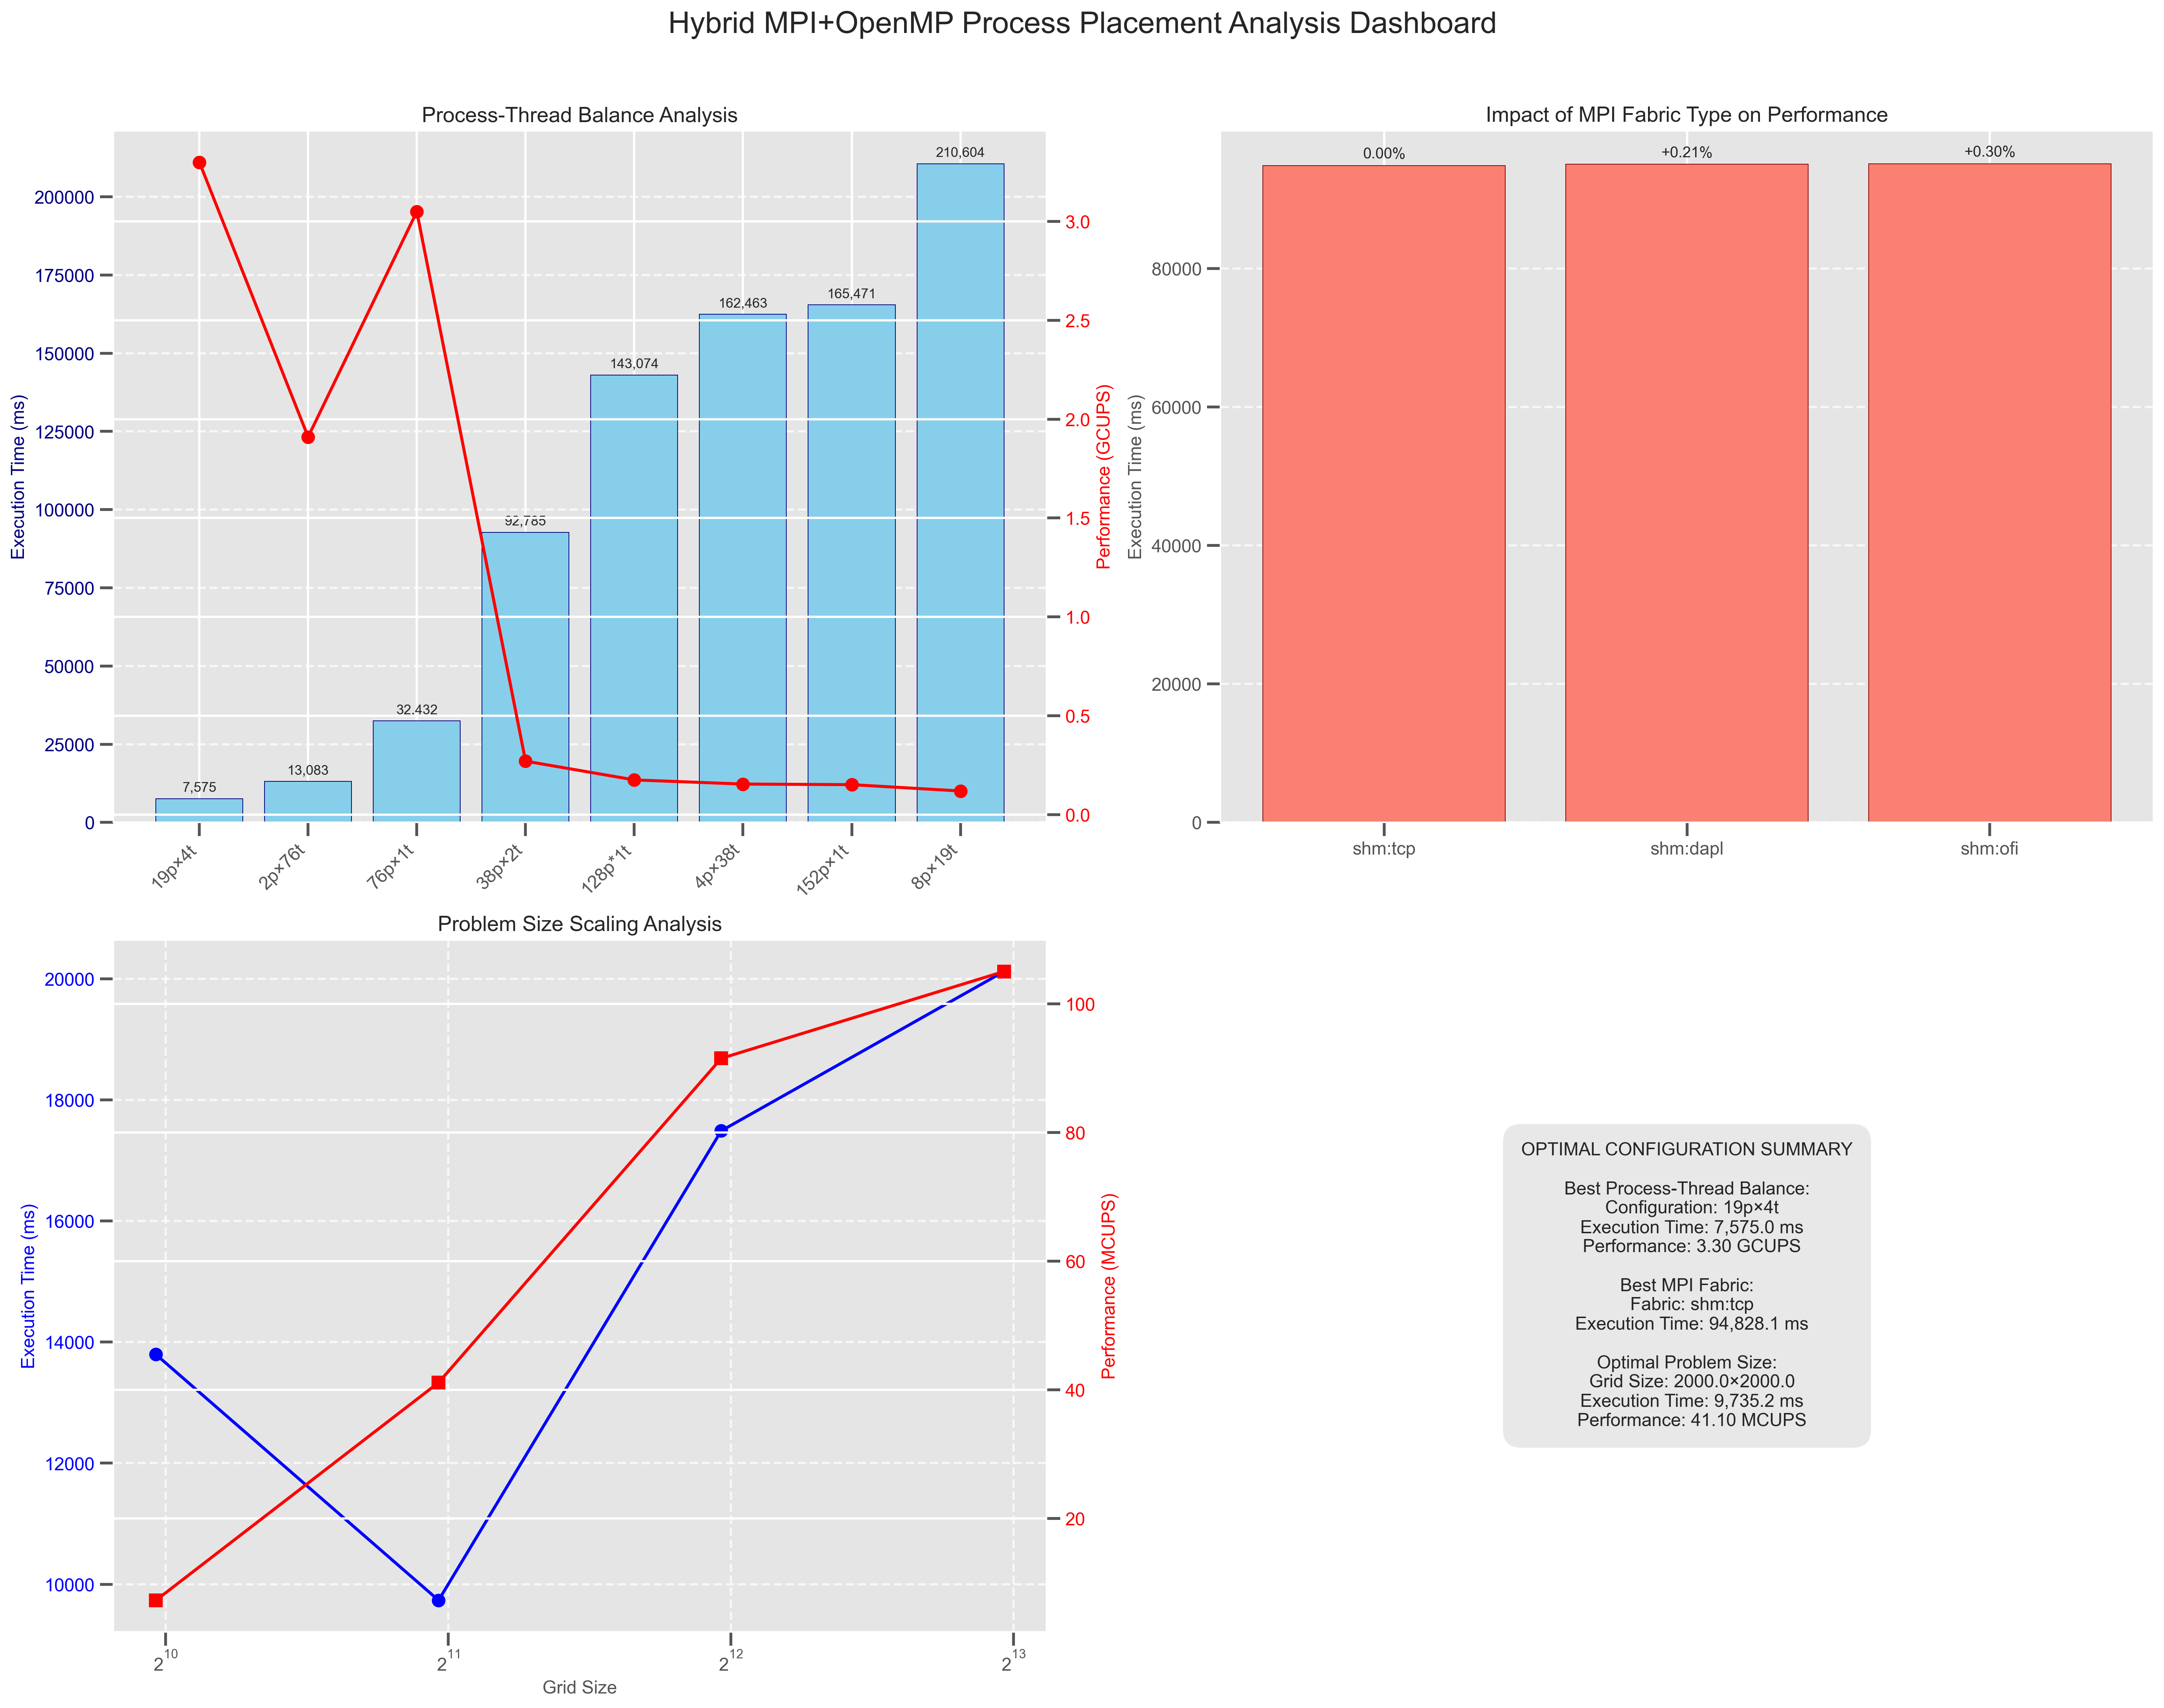 Hybrid MPI+OpenMP Process Placement Analysis Dashboard
Process-Thread Balance Analysis
Execution Time (ms)
200000
175000
150000
125000
100000
75000
50000
25000
0
7,575
13,083
32,432
92,785
143,074
162,463
165,471
210,604
3.0
2.5
2.0
1.5
1.0
0.5
0.0
Performance (GCUPS)
19p×4t
2p×76t
76p×1t
38p×2t
128p*1t
4p×38t
152p×1t
8p×19t
Impact of MPI Fabric Type on Performance
Execution Time (ms)
80000
60000
40000
20000
0
0.00%
+0.21%
+0.30%
shm:tcp
shm:dapl
shm:ofi
Problem Size Scaling Analysis
Execution Time (ms)
20000
18000
16000
14000
12000
10000
100
80
60
40
20
Performance (MCUPS)
2^10
2^11
2^12
2^13
Grid Size
OPTIMAL CONFIGURATION SUMMARY
Best Process-Thread Balance:
Configuration: 19p×4t
Execution Time: 7,575.0 ms
Performance: 3.30 GCUPS
Best MPI Fabric:
Fabric: shm:tcp
Execution Time: 94,828.1 ms
Optimal Problem Size:
Grid Size: 2000.0×2000.0
Execution Time: 9,735.2 ms
Performance: 41.10 MCUPS